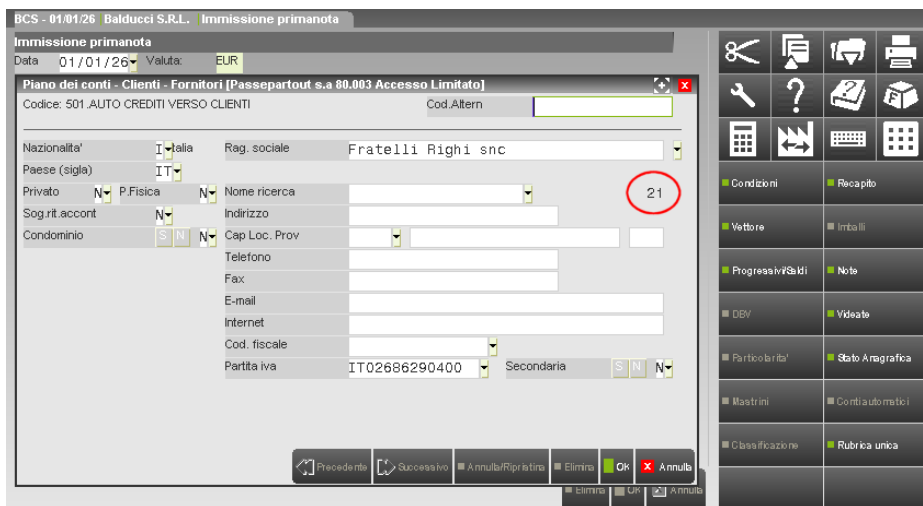 BCS - 01/01/26 Balducci S.R.L. Immissione primanota
Immissione primanota
Data 01/01/26 Valuta: EUR
Piano dei conti - Clienti - Fornitori [Passepartout s.a 80.003 Accesso Limitato]
Codice: 501 .AUTO CREDITI VERSO CLIENTI Cod.Altern
Nazionalita' I talia Rag. sociale Fratelli Righi snc
Paese (sigla) IT
Privato N P.Fisica N Nome ricerca 21
Sog.rit.accont N Indirizzo
Condominio S N N Cap Loc. Prov
Telefono
Fax
E-mail
Internet
Cod. fiscale
Partita iva IT02686290400 Secondaria S N N
Precedente Successivo Annulla/Ripristina Elimina OK Annulla
Elimina OK Annulla
Condizioni Recapito
Vettore Imballi
Progressivi/Saldi Note
DBV Videate
Particolarita' Stato Anagrafica
Mastrini Conti automatici
Classificazione Rubrica unica